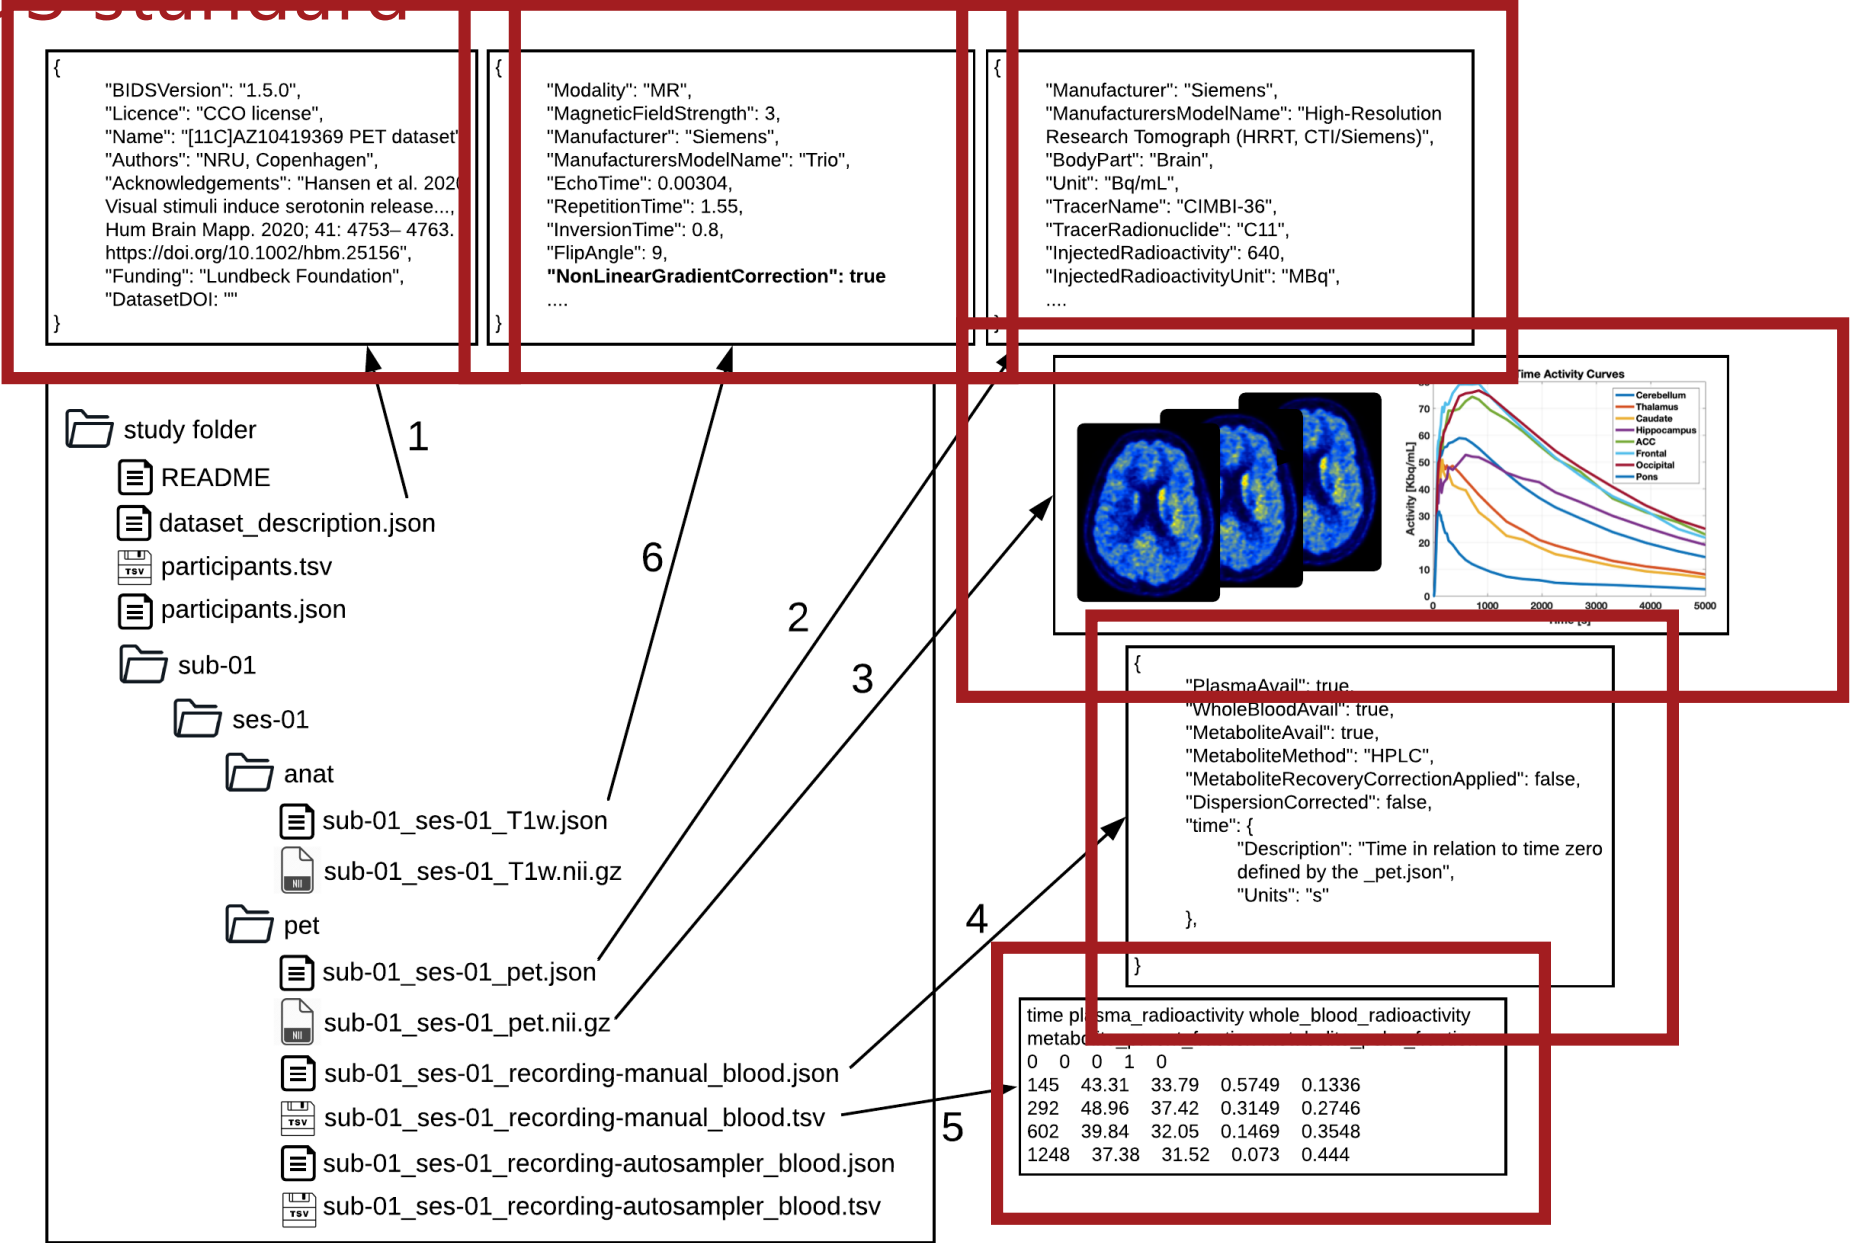 standard
{
"BIDSVersion": "1.5.0",
"Licence": "CCO license",
"Name": "[11C]AZ10419369 PET dataset"
"Authors": "NRU, Copenhagen",
"Acknowledgements": "Hansen et al. 2020
Visual stimuli induce serotonin release...,
Hum Brain Mapp. 2020; 41: 4753– 4763.
https://doi.org/10.1002/hbm.25156",
"Funding": "Lundbeck Foundation",
"DatasetDOI: ""
}
{
"Modality": "MR",
"MagneticFieldStrength": 3,
"Manufacturer": "Siemens",
"ManufacturersModelName": "Trio",
"EchoTime": 0.00304,
"RepetitionTime": 1.55,
"InversionTime": 0.8,
"FlipAngle": 9,
"NonLinearGradientCorrection": true
....
}
{
"Manufacturer": "Siemens",
"ManufacturersModelName": "High-Resolution
Research Tomograph (HRRT, CTI/Siemens)",
"BodyPart": "Brain",
"Unit": "Bq/mL",
"TracerName": "CIMBI-36",
"TracerRadionuclide": "C11",
"InjectedRadioactivity": 640,
"InjectedRadioactivityUnit": "MBq",
....
}
study folder
README
dataset_description.json
participants.tsv
participants.json
sub-01
ses-01
anat
sub-01_ses-01_T1w.json
sub-01_ses-01_T1w.nii.gz
pet
sub-01_ses-01_pet.json
sub-01_ses-01_pet.nii.gz
sub-01_ses-01_recording-manual_blood.json
sub-01_ses-01_recording-manual_blood.tsv
sub-01_ses-01_recording-autosampler_blood.json
sub-01_ses-01_recording-autosampler_blood.tsv
TSV
NII
NII
TSV
TSV
1
6
2
3
4
5
Time Activity Curves
Activity [Kbq/mL]
80
70
60
50
40
30
20
10
0
0 1000 2000 3000 4000 5000
Time [s]
Cerebellum
Thalamus
Caudate
Hippocampus
ACC
Frontal
Occipital
Pons
{
"PlasmaAvail": true,
"WholeBloodAvail": true,
"MetaboliteAvail": true,
"MetaboliteMethod": "HPLC",
"MetaboliteRecoveryCorrectionApplied": false,
"DispersionCorrected": false,
"time": {
"Description": "Time in relation to time zero
defined by the _pet.json",
"Units": "s"
},
}
time plasma_radioactivity whole_blood_radioactivity
0 0 0 1 0
145 43.31 33.79 0.5749 0.1336
292 48.96 37.42 0.3149 0.2746
602 39.84 32.05 0.1469 0.3548
1248 37.38 31.52 0.073 0.444